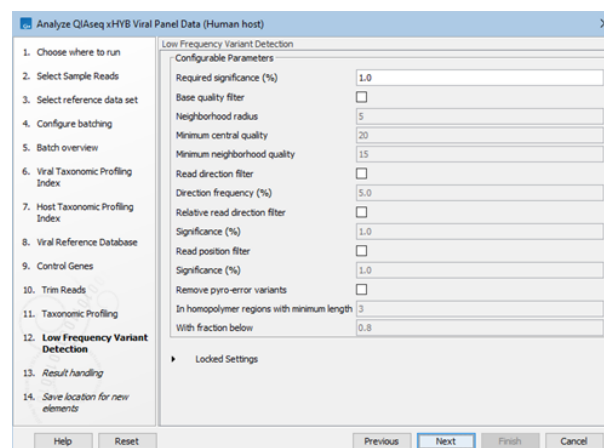 Analyze QIAseq xHYB Viral Panel Data (Human host)
1. Choose where to run
2. Select Sample Reads
3. Select reference data set
4. Configure batching
5. Batch overview
6. Viral Taxonomic Profiling
Index
7. Host Taxonomic Profiling
Index
8. Viral Reference Database
9. Control Genes
10. Trim Reads
11. Taxonomic Profiling
12. Low Frequency Variant
Detection
13. Result handling
14. Save location for new
elements
Low Frequency Variant Detection
Configurable Parameters
Required significance (%) 1.0
Base quality filter
Neighborhood radius 5
Minimum central quality 20
Minimum neighborhood quality 15
Read direction filter
Direction frequency (%) 5.0
Relative read direction filter
Significance (%) 1.0
Read position filter
Significance (%) 1.0
Remove pyro-error variants
In homopolymer regions with minimum length 3
With fraction below 0.8
Locked Settings
Help Reset Previous Next Finish Cancel